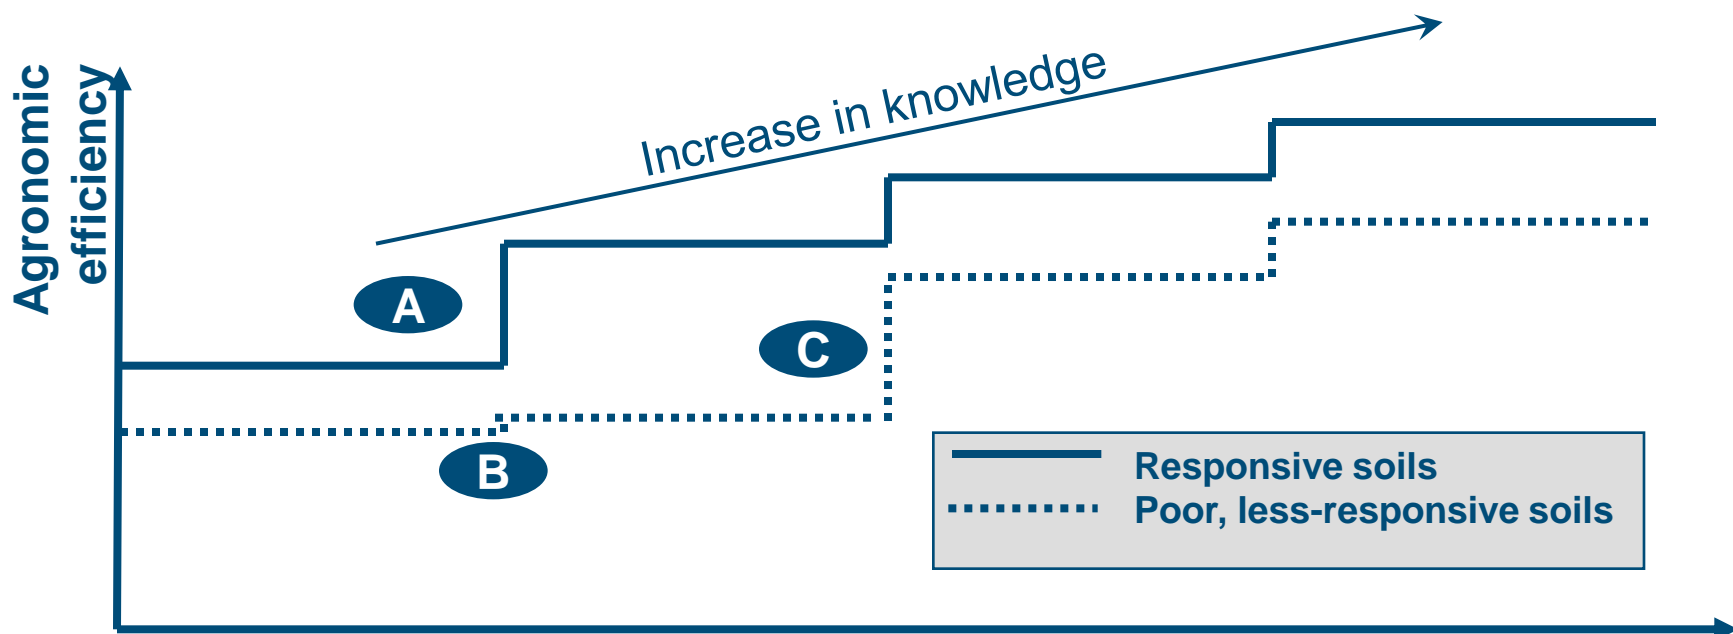 Agronomic
efficiency
Increase in knowledge
A
C
B
Responsive soils
Poor, less-responsive soils